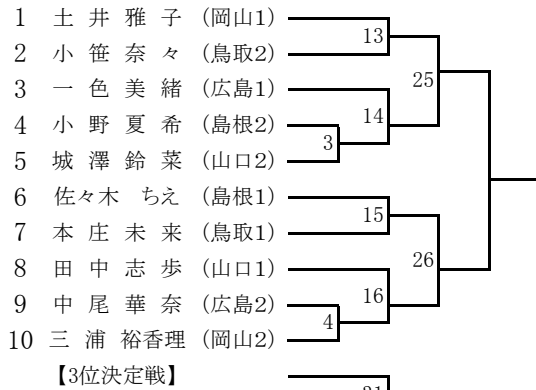 1 土井雅子 (岡山1)
2 小笹奈々 (鳥取2)
3 一色美緒 (広島1)
4 小野夏希 (島根2)
5 城澤鈴菜 (山口2)
6 佐々木 ちえ (島根1)
7 本庄未来 (鳥取1)
8 田中志歩 (山口1)
9 中尾華奈 (広島2)
10 三浦 裕香理 (岡山2)
【3位決定戦】
13
25
14
3
15
26
16
4